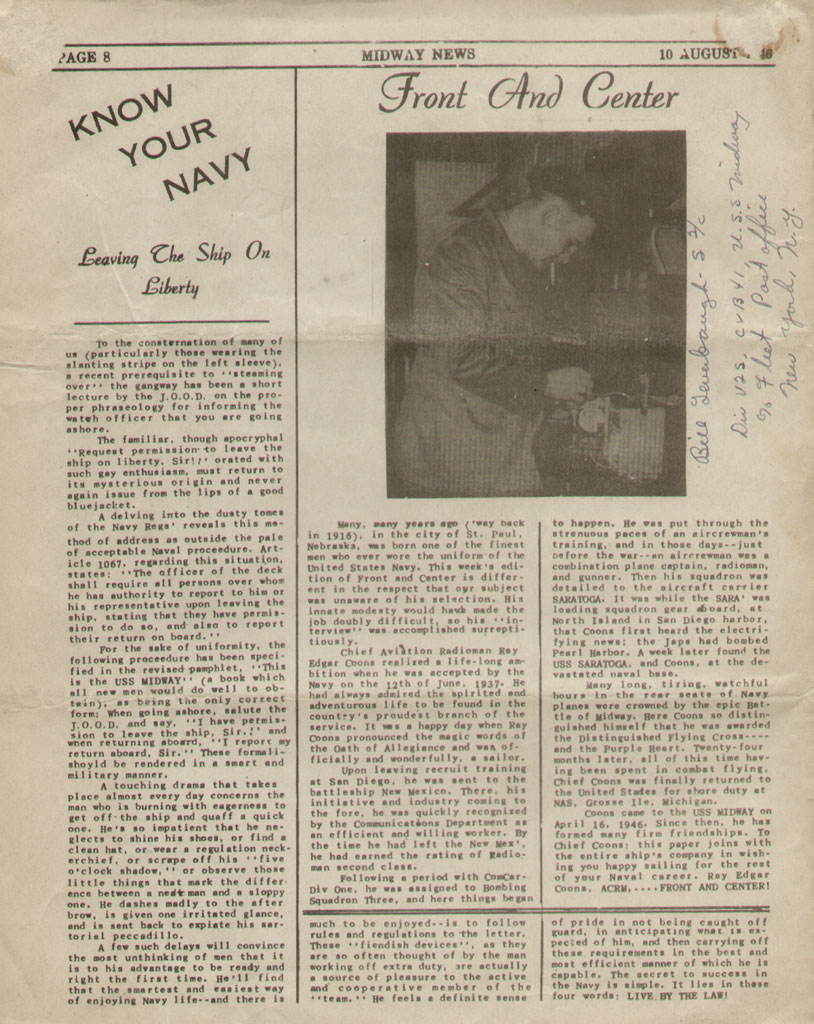 PAGE 8
MIDWAY NEWS
10 AUGUST 46
KNOW
YOUR
NAVY
Leaving The Ship On
Liberty
To the consternation of many of
us (particularly those wearing the
slanting stripe on the left sleeve),
a recent prerequisite to ''steaming
over'' the gangway has been a short
lecture by the J.O.O.D. on the pro-
per phraseology for informing the
watch officer that you are going
ashore.
The familiar, though apocryphal
''Request permission to leave the
ship on liberty, Sir!,' orated with
such gay enthusiasm, must return to
its mysterious origin and never
again issue from the lips of a good
bluejacket.
A delving into the dusty tomes
of the Navy Regs' reveals this me-
thod of address as outside the pale
of acceptable Naval proceedure. Art-
icle 1067, regarding this situation,
states: ''The officer of the deck
shall require all persons over whom
he has authority to report to him or
his representative upon leaving the
ship, stating that they have permis-
sion to do so, and also to report
their return on board.''
For the sake of uniformity, the
following proceedure has been speci-
fied in the revised pamphlet, ''This
is the USS MIDWAY'' (a book which
all new men would do well to ob-
tain), as being the only correct
form: When going ashore, salute the
J.O.O.D. and say, ''I have permis-
sion to leave the ship, Sir.'' and
when returning aboard, ''I report my
return aboard, Sir.'' These formali-
shoyld be rendered in a smart and
military manner.
A touching drama that takes
place almost every day concerns the
man who is burning with eagerness to
get off the ship and quaff a quick
one. He's so impatient that he ne-
glects to shine his shoes, or find a
clean hat, or wear a regulation neck-
erchief, or scrape off his ''five
o'clock shadow,'' or observe those
little things that mark the differ-
ence between a neat man and a sloppy
one. He dashes madly to the after
brow, is given one irritated glance,
and is sent back to expiate his sar-
torial peccadillo.
A few such delays will convince
the most unthinking of men that it
is to his advantage to be ready and
right the first time. He'll find
that the smartest and easiest way
of enjoying Navy life--and there is
Front And Center
Bill - S 2/c
Div V2S, CVB41, U.S.S Midway
c/o Fleet Post office
New York, N.Y.
Many, many years ago ('way back
in 1916), in the city of St. Paul,
Nebraska, was born one of the finest
men who ever wore the uniform of the
United States Navy. This week's edi-
tion of Front and Center is differ-
ent in the respect that our subject
was unaware of his selection. His
innate modesty would have made the
job doubly difficult, so his ''in-
terview'' was accomplished surrepti-
tiously.
Chief Aviation Radioman Ray
Edgar Coons realized a life-long am-
bition when he was accepted by the
Navy on the 12th of June, 1937. He
had always admired the spirited and
adventurous life to be found in the
country's proudest branch of the
service. It was a happy day when Ray
Coons pronounced the magic words of
the Oath of Allegiance and was, of-
ficially and wonderfully, a sailor.
Upon leaving recruit training
at San Diego, he was sent to the
battleship New Mexico. There, his
initiative and industry coming to
the fore, he was quickly recognized
by the Communications Department as
an efficient and willing worker. By
the time he had left the New Mex',
he had earned the rating of Radio-
man second class.
Following a period with ComCar-
Div One, he was assigned to Bombing
Squadron Three, and here things began
to happen. He was put through the
strenuous paces of an aircrewman's
training, and in those days--just
before the war--an aircrewman was a
combination plane captain, radioman,
and gunner. Then his squadron was
detailed to the aircraft carrier
SARATOGA. It was while the SARA' was
loading squadron gear aboard, at
North Island in San Diego harbor,
that Coons first heard the electri-
fying news; the Japs had bombed
Pearl Harbor. A week later found the
USS SARATOGA, and Coons, at the de-
vastated naval base.
Many long, tiring, watchful
hours in the rear seats of Navy
planes were crowned by the epic Bat-
tle of Midway. Here Coons so distin-
guished himself that he was awarded
the Distinguished Flying Cross----
and the Purple Heart. Twenty-four
months later, all of this time hav-
ing been spent in combat flying,
Chief Coons was finally returned to
the United States for shore duty at
NAS, Grosse Ile, Michigan.
Coons came to the USS MIDWAY on
April 16, 1946. Since then, he has
formed many firm friendships. To
Chief Coons; this paper joins with
the entire ship's company in wish-
ing you happy sailing for the rest
of your Naval career. Ray Edgar
Coons, ACRM,....FRONT AND CENTER!
much to be enjoyed--is to follow
rules and regulations to the letter.
These ''fiendish devices'', as they
are so often thought of by the man
working off extra duty, are actually
a source of pleasure to the active
and cooperative member of the
''team.'' He feels a definite sense
of pride in not being caught off
guard, in anticipating what is ex-
pected of him, and then carrying off
these requirements in the best and
most efficient manner of which he is
capable. The secret to success in
the Navy is simple. It lies in these
four words: LIVE BY THE LAW!